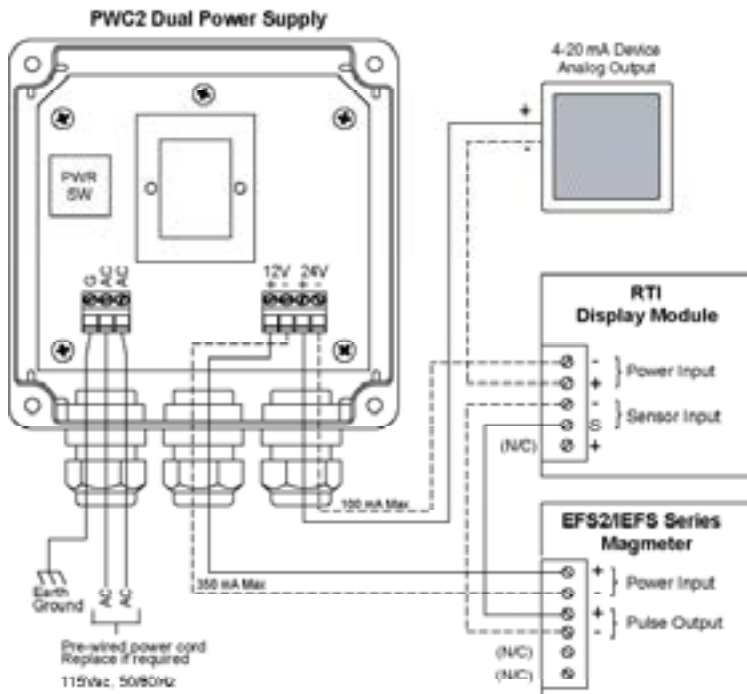 PWC2 Dual Power Supply
4-20 mA Device
Analog Output
+
-
PWR
SW
G
AC
AC
12V
24V
+ - + -
RTI
Display Module
-
+
Power Input
-
S
Sensor Input
(N/C) +
100 mA Max
EFS2/IEFS Series
Magmeter
350 mA Max
+
-
Power Input
+
-
Pulse Output
(N/C)
(N/C)
Earth
Ground
AC
AC
Pre-wired power cord
Replace if required
115Vac, 50/60Hz